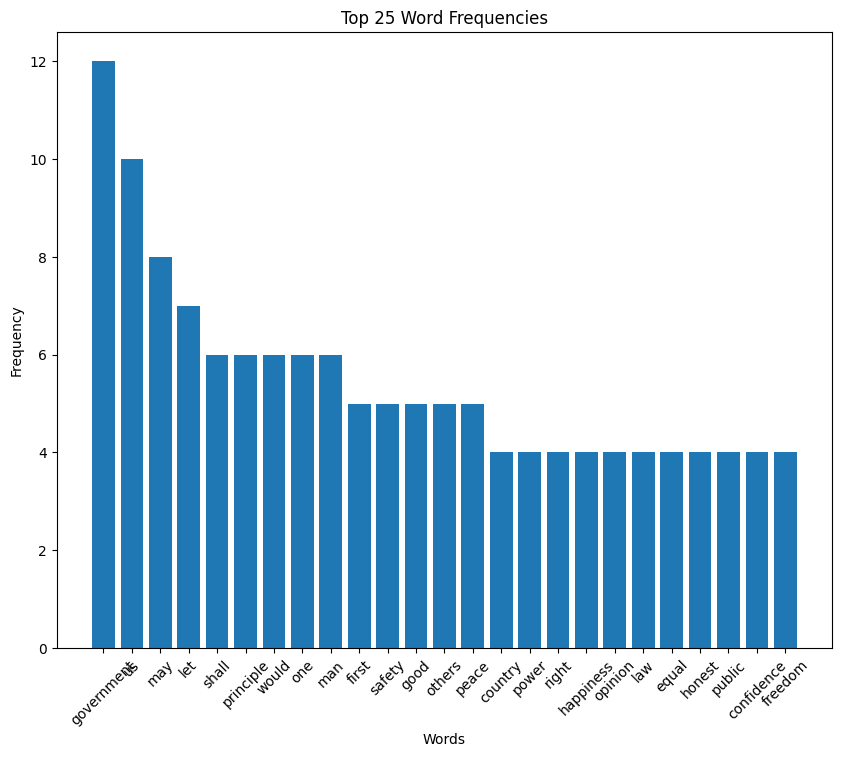 Top 25 Word Frequencies
Frequency
12
10
8
6
4
2
0
government
us
may
let
shall
principle
would
one
man
first
safety
good
others
peace
country
power
right
happiness
opinion
law
equal
honest
public
confidence
freedom
Words